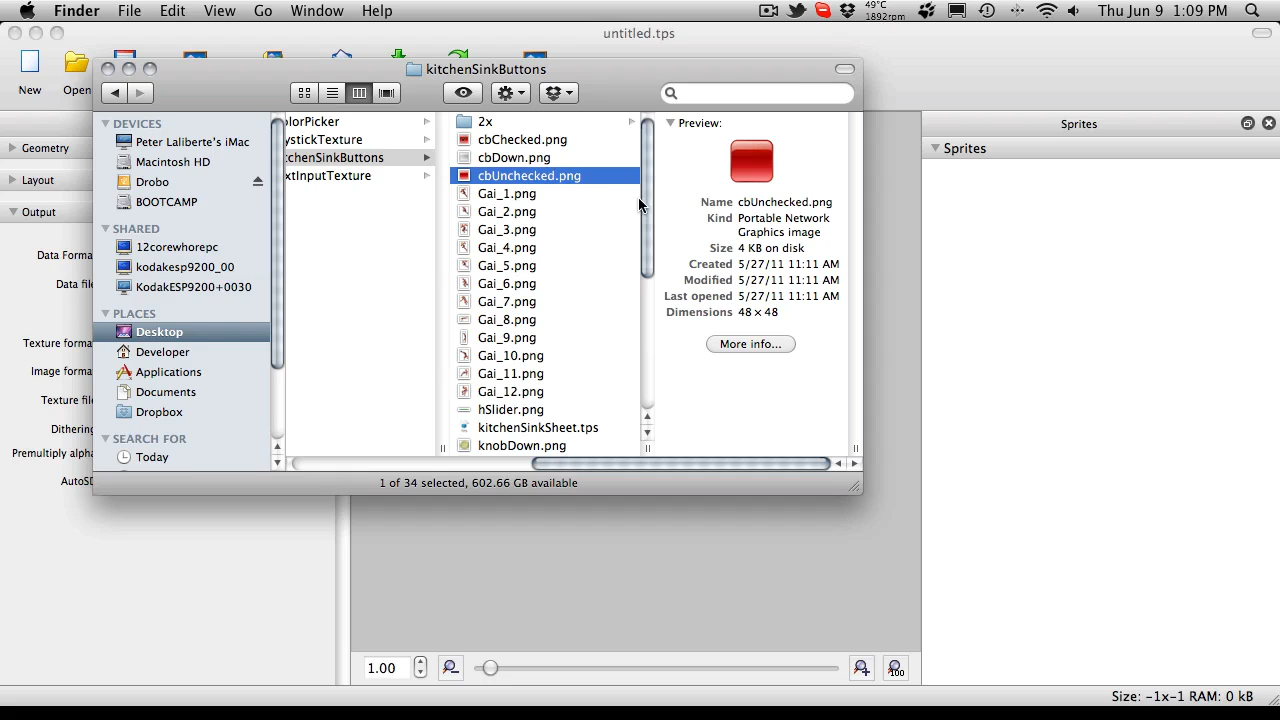 Finder File Edit View Go Window Help 49°C 1892rpm Thu Jun 9 1:09 PM
untitled.tps
New Open
kitchenSinkButtons
Geometry
Layout
Output
Data Forma
Data file
Texture forma
Image forma
Texture file
Dithering
Premultiply alpha
AutoSD
DEVICES
Peter Laliberte's iMac
Macintosh HD
Drobo
BOOTCAMP
SHARED
12corewhorepc
kodakesp9200_00
KodakESP9200+0030
PLACES
Desktop
Developer
Applications
Documents
Dropbox
SEARCH FOR
Today
olorPicker
ystickTexture
tchenSinkButtons
xtInputTexture
2x
cbChecked.png
cbDown.png
cbUnchecked.png
Gai_1.png
Gai_2.png
Gai_3.png
Gai_4.png
Gai_5.png
Gai_6.png
Gai_7.png
Gai_8.png
Gai_9.png
Gai_10.png
Gai_11.png
Gai_12.png
hSlider.png
kitchenSinkSheet.tps
knobDown.png
Preview:
Name cbUnchecked.png
Kind Portable Network
Graphics image
Size 4 KB on disk
Created 5/27/11 11:11 AM
Modified 5/27/11 11:11 AM
Last opened 5/27/11 11:11 AM
Dimensions 48 × 48
More info...
1 of 34 selected, 602.66 GB available
Sprites
Sprites
1.00
100
Size: -1x-1 RAM: 0 kB